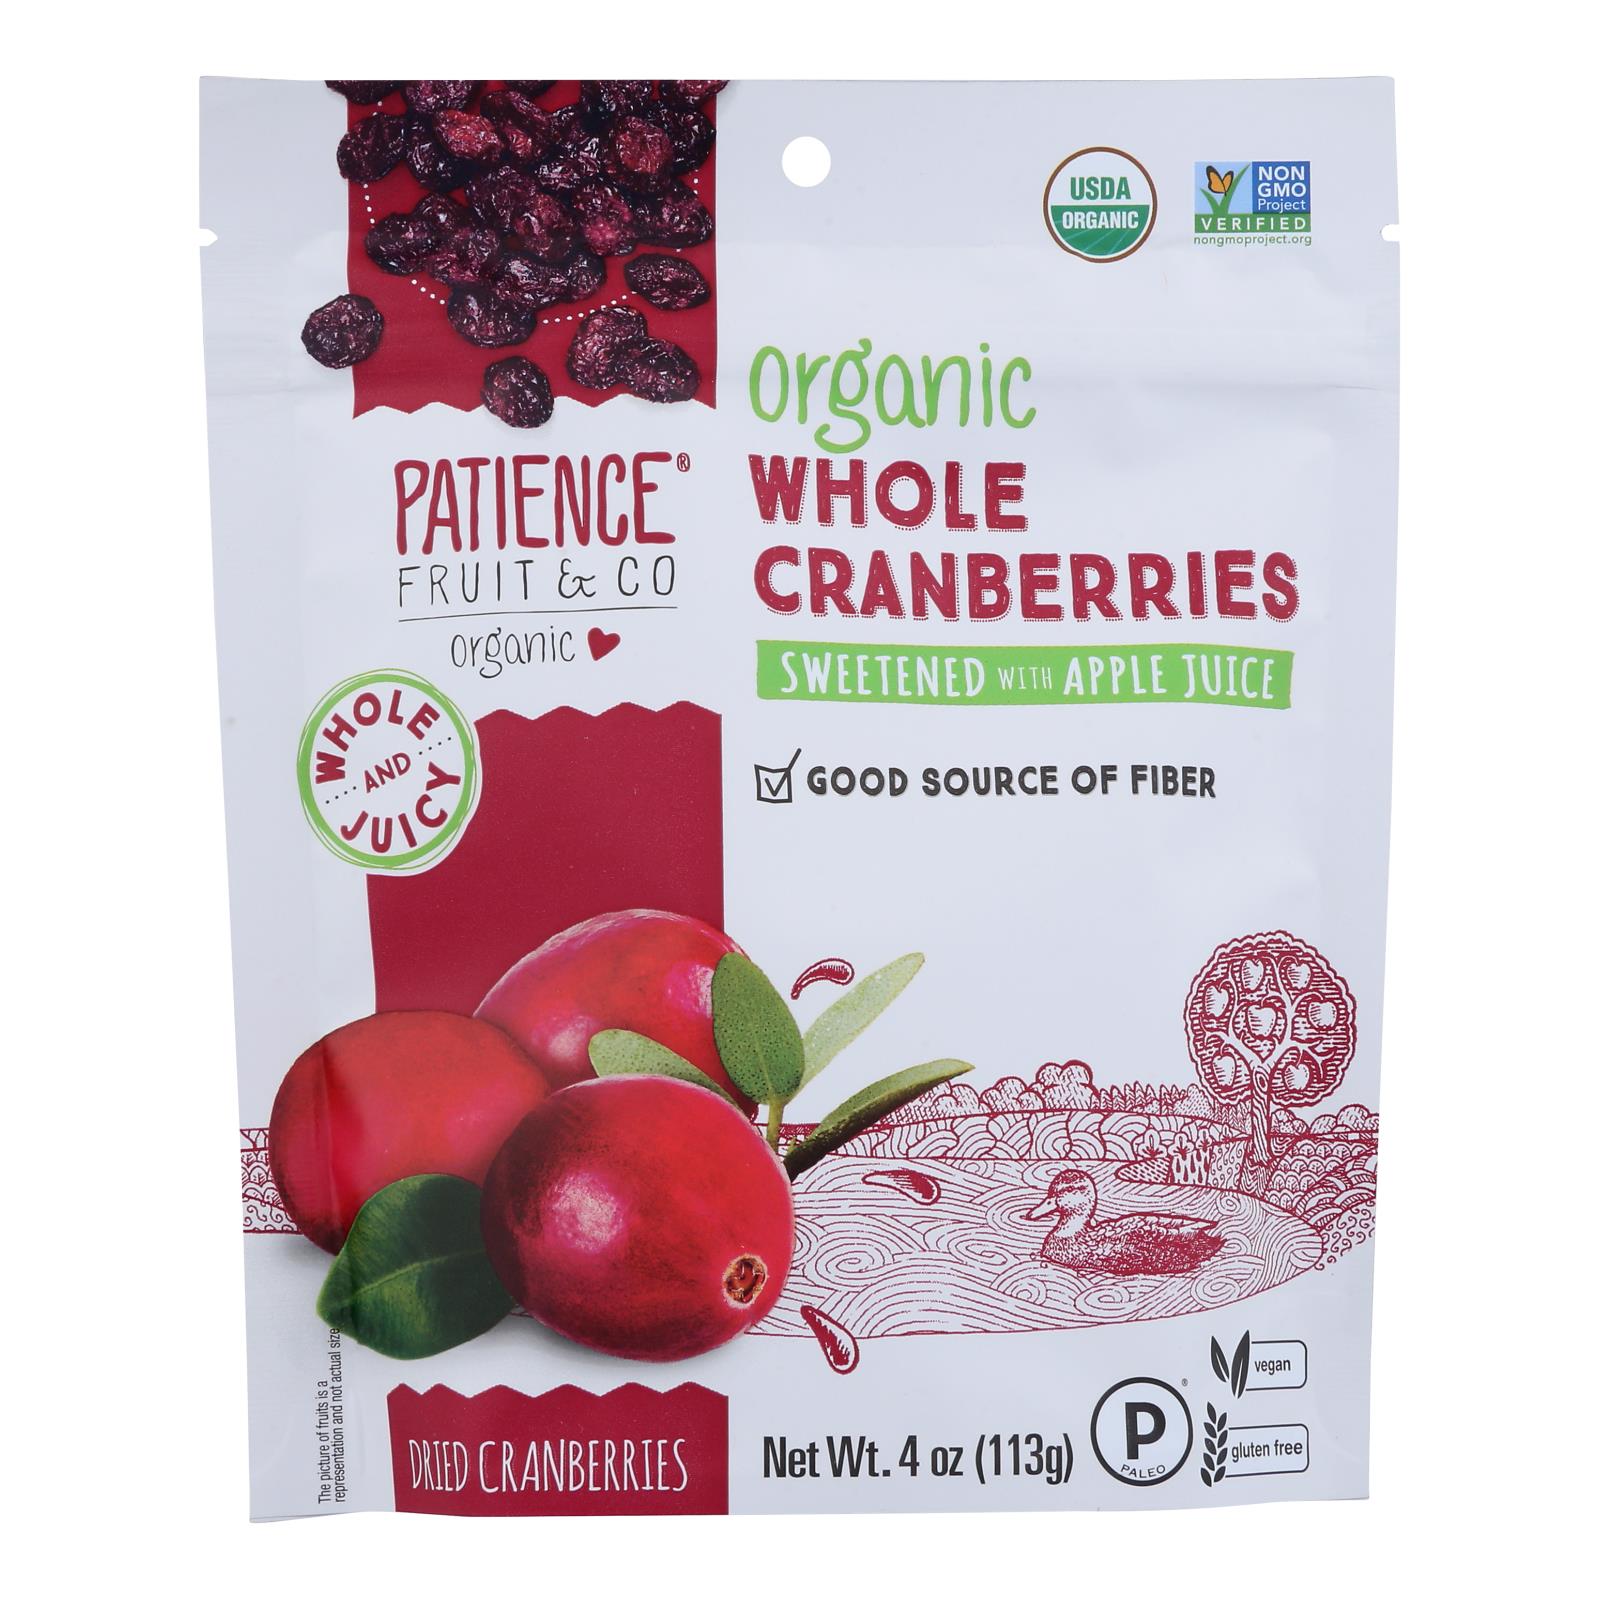 USDA
ORGANIC
NON
GMO
Project
VERIFIED
nongmoproject.org
PATIENCE®
FRUIT & CO
organic
organic
WHOLE
CRANBERRIES
SWEETENED WITH APPLE JUICE
GOOD SOURCE OF FIBER
WHOLE
AND
JUICY
The picture of fruits is a
representation and not actual size
DRIED CRANBERRIES
Net Wt. 4 oz (113g)
P
PALEO
®
vegan
gluten free